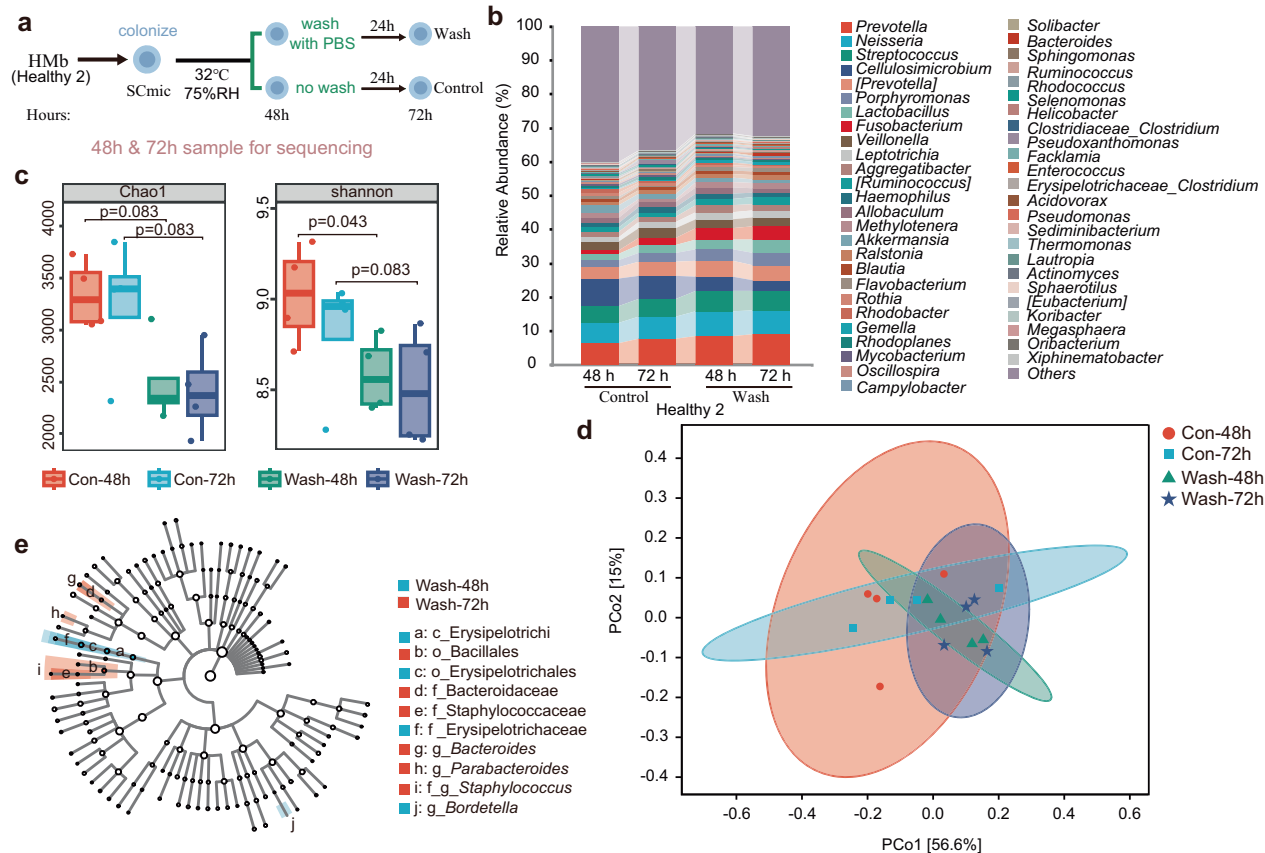 a
HMb
(Healthy 2)
colonize
SCmic
32℃
75%RH
wash
with PBS
24h
Wash
no wash
24h
Control
Hours:
48h
72h
48h & 72h sample for sequencing
b
Relative Abundance (%)
100
90
80
70
60
50
40
30
20
10
0
48 h
72 h
48 h
72 h
Control
Wash
Healthy 2
Prevotella
Neisseria
Streptococcus
Cellulosimicrobium
[Prevotella]
Porphyromonas
Lactobacillus
Fusobacterium
Veillonella
Leptotrichia
Aggregatibacter
[Ruminococcus]
Haemophilus
Allobaculum
Methylotenera
Akkermansia
Ralstonia
Blautia
Flavobacterium
Rothia
Rhodobacter
Gemella
Rhodoplanes
Mycobacterium
Oscillospira
Campylobacter
Solibacter
Bacteroides
Sphingomonas
Ruminococcus
Rhodococcus
Selenomonas
Helicobacter
Clostridiaceae_Clostridium
Pseudoxanthomonas
Facklamia
Enterococcus
Erysipelotrichaceae_Clostridium
Acidovorax
Pseudomonas
Sediminibacterium
Thermomonas
Lautropia
Actinomyces
Sphaerotilus
[Eubacterium]
Koribacter
Megasphaera
Oribacterium
Xiphinematobacter
Others
c
Chao1
4000
3500
3000
2500
2000
p=0.083
p=0.083
shannon
9.5
9.0
8.5
p=0.043
p=0.083
Con-48h
Con-72h
Wash-48h
Wash-72h
d
PCo2 [15%]
0.4
0.3
0.2
0.1
0.0
-0.1
-0.2
-0.3
-0.4
-0.6
-0.4
-0.2
0.0
0.2
0.4
0.6
PCo1 [56.6%]
Con-48h
Con-72h
Wash-48h
Wash-72h
e
g
d
h
f
c
a
i
e
b
j
Wash-48h
Wash-72h
a: c_Erysipelotrichi
b: o_Bacillales
c: o_Erysipelotrichales
d: f_Bacteroidaceae
e: f_Staphylococcaceae
f: f_Erysipelotrichaceae
g: g_Bacteroides
h: g_Parabacteroides
i: f_g_Staphylococcus
j: g_Bordetella